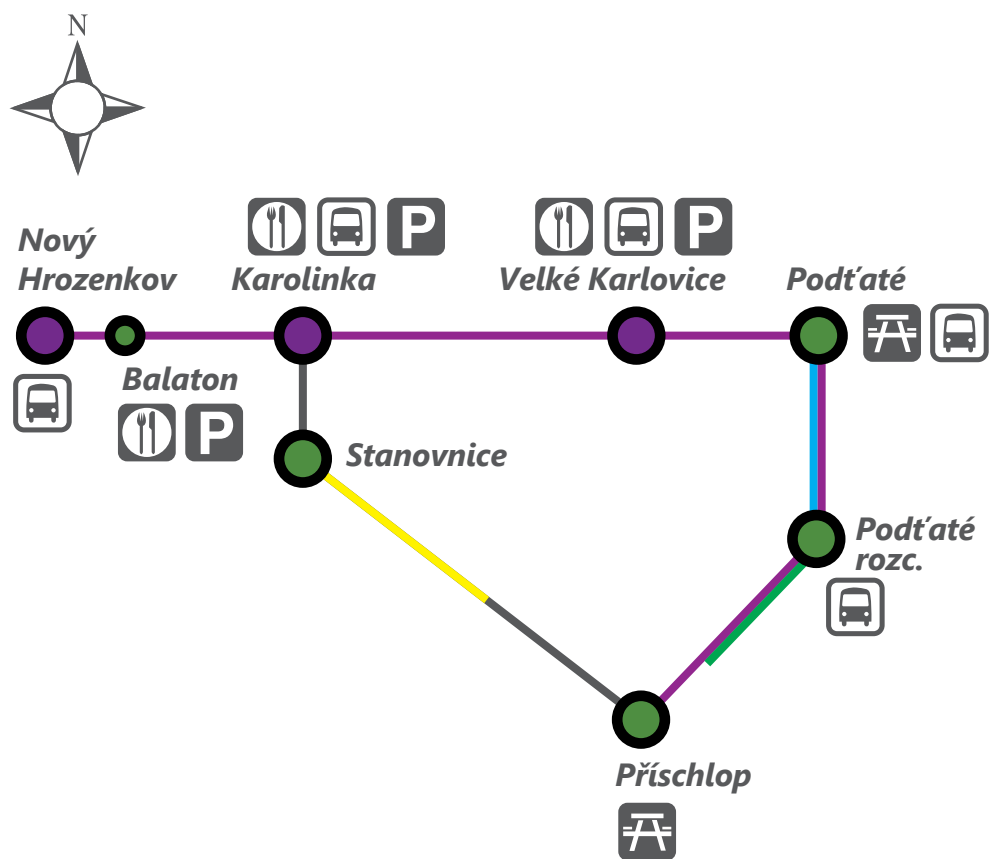 N
Nový
Hrozenkov
Karolinka
Velké Karlovice
Podťaté
P
P
Balaton
P
Stanovnice
Podťaté
rozc.
Příschlop